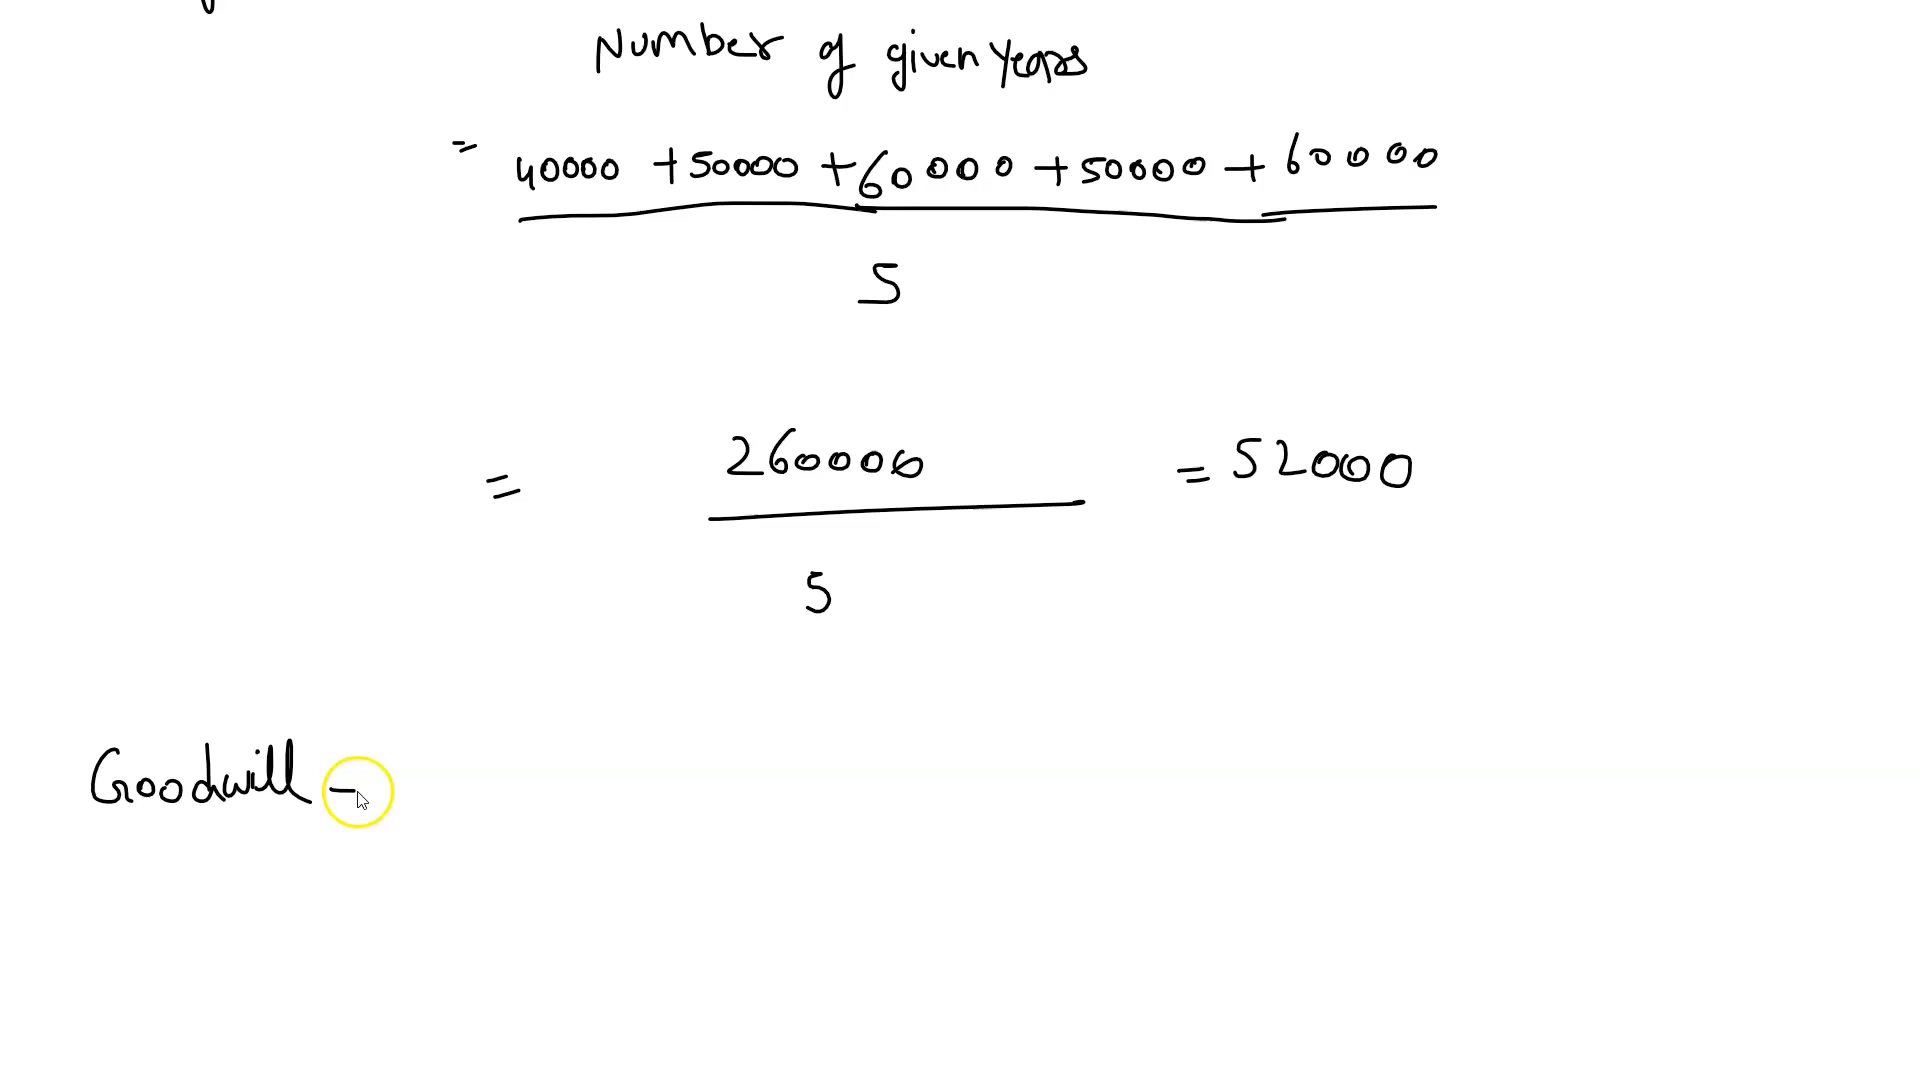 Number of given Years
= 40000 + 50000 + 60000 + 50000 + 60000
5
= 260000 = 52000
5
Goodwill -